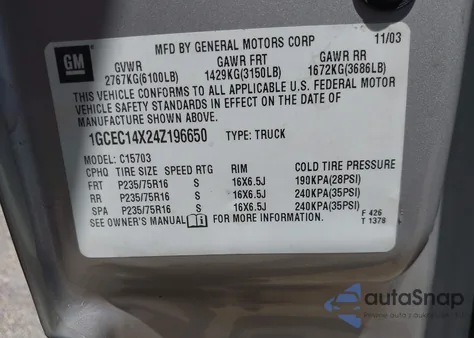 GM
MFD BY GENERAL MOTORS CORP 11/03
GVWR GAWR FRT GAWR RR
2767KG(6100LB) 1429KG(3150LB) 1672KG(3686LB)
THIS VEHICLE CONFORMS TO ALL APPLICABLE U.S. FEDERAL MOTOR
VEHICLE SAFETY STANDARDS IN EFFECT ON THE DATE OF
MANUFACTURE SHOWN ABOVE.
1GCEC14X24Z196650 TYPE: TRUCK
MODEL: C15703
CPHQ TIRE SIZE SPEED RTG RIM COLD TIRE PRESSURE
FRT P235/75R16 S 16X6.5J 190KPA(28PSI)
RR P235/75R16 S 16X6.5J 240KPA(35PSI)
SPA P235/75R16 S 16X6.5J 240KPA(35PSI)
SEE OWNER'S MANUAL FOR MORE INFORMATION.
F 426
T 1378
autoSnap